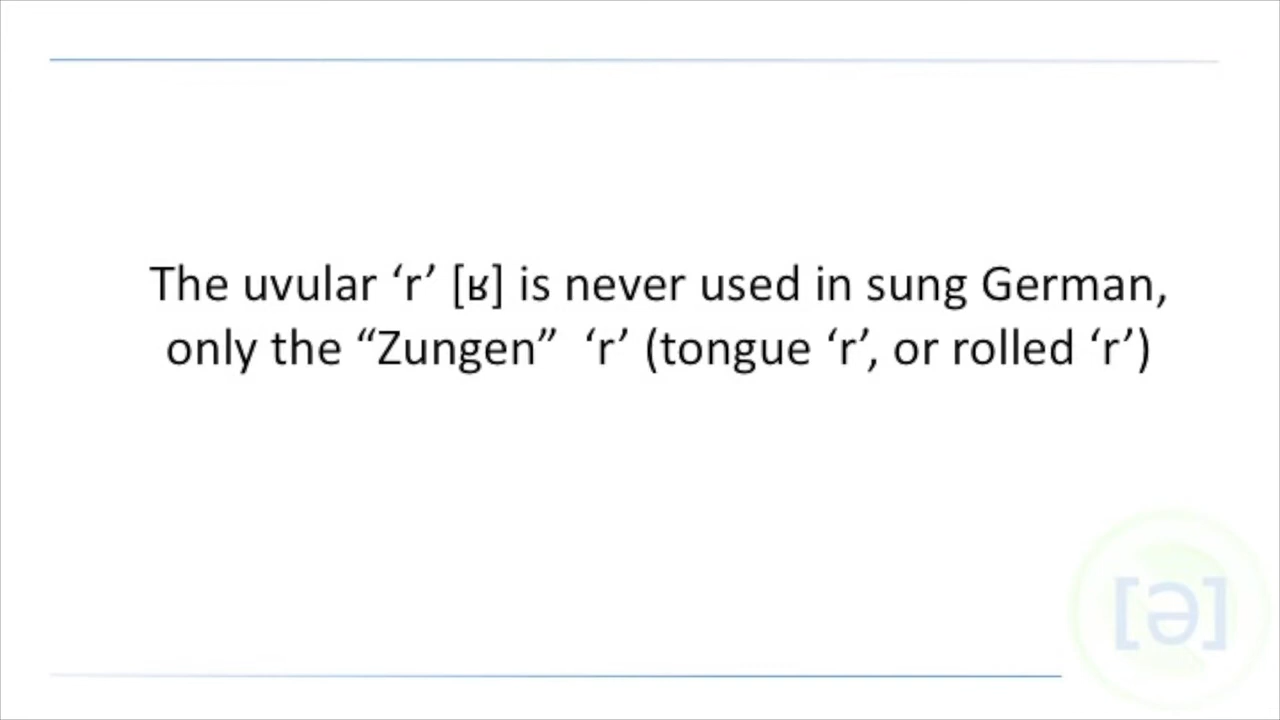 The uvular ‘r’ [ʁ] is never used in sung German,
only the “Zungen” ‘r’ (tongue ‘r’, or rolled ‘r’)
[ə]